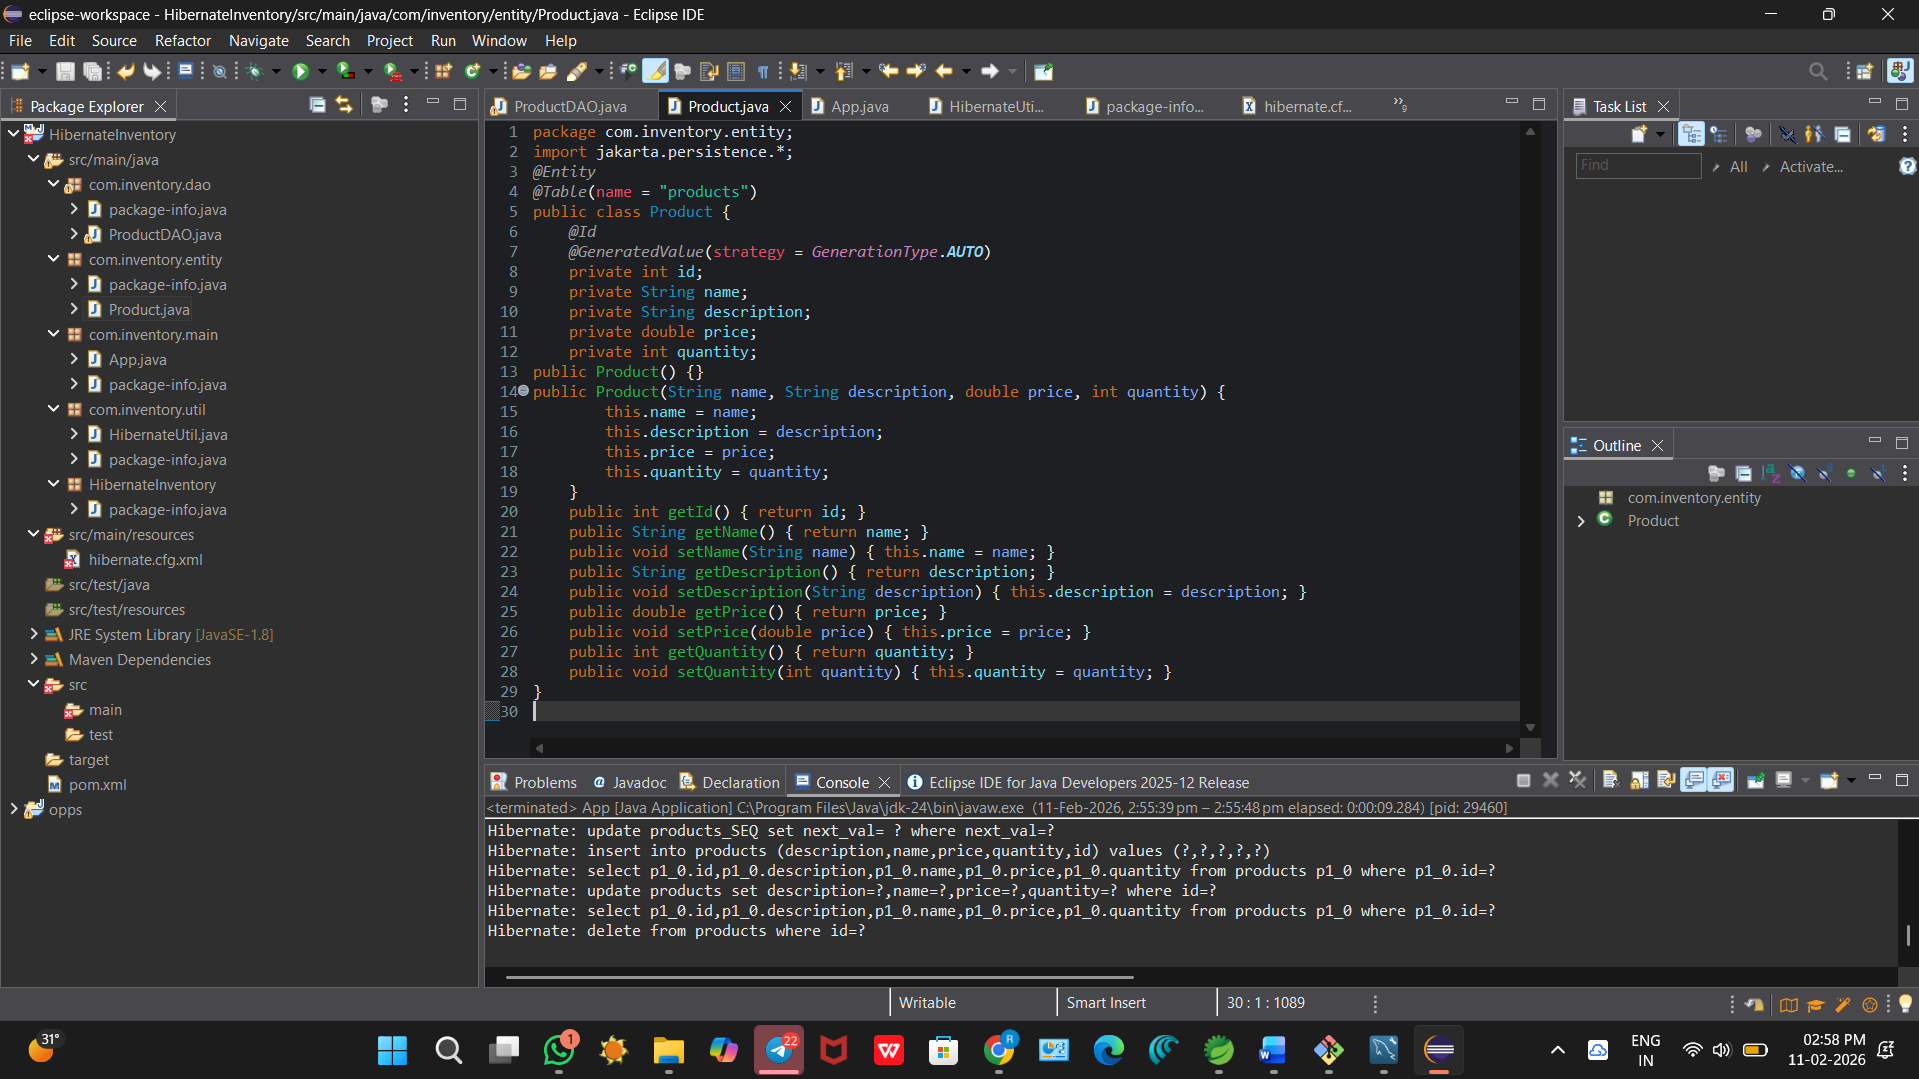 eclipse-workspace - HibernateInventory/src/main/java/com/inventory/entity/Product.java - Eclipse IDE
File Edit Source Refactor Navigate Search Project Run Window Help
Package Explorer
HibernateInventory
src/main/java
com.inventory.dao
package-info.java
ProductDAO.java
com.inventory.entity
package-info.java
Product.java
com.inventory.main
App.java
package-info.java
com.inventory.util
HibernateUtil.java
package-info.java
HibernateInventory
package-info.java
src/main/resources
hibernate.cfg.xml
src/test/java
src/test/resources
JRE System Library [JavaSE-1.8]
Maven Dependencies
src
main
test
target
pom.xml
opps
ProductDAO.java Product.java App.java HibernateUti... package-info... hibernate.cf... »9
1 package com.inventory.entity;
2 import jakarta.persistence.*;
3 @Entity
4 @Table(name = "products")
5 public class Product {
6 @Id
7 @GeneratedValue(strategy = GenerationType.AUTO)
8 private int id;
9 private String name;
10 private String description;
11 private double price;
12 private int quantity;
13 public Product() {}
14 public Product(String name, String description, double price, int quantity) {
15 this.name = name;
16 this.description = description;
17 this.price = price;
18 this.quantity = quantity;
19 }
20 public int getId() { return id; }
21 public String getName() { return name; }
22 public void setName(String name) { this.name = name; }
23 public String getDescription() { return description; }
24 public void setDescription(String description) { this.description = description; }
25 public double getPrice() { return price; }
26 public void setPrice(double price) { this.price = price; }
27 public int getQuantity() { return quantity; }
28 public void setQuantity(int quantity) { this.quantity = quantity; }
29 }
30
Task List
Find All Activate...
Outline
com.inventory.entity
Product
Problems Javadoc Declaration Console Eclipse IDE for Java Developers 2025-12 Release
<terminated> App [Java Application] C:\Program Files\Java\jdk-24\bin\javaw.exe (11-Feb-2026, 2:55:39 pm – 2:55:48 pm elapsed: 0:00:09.284) [pid: 29460]
Hibernate: update products_SEQ set next_val= ? where next_val=?
Hibernate: insert into products (description,name,price,quantity,id) values (?,?,?,?,?)
Hibernate: select p1_0.id,p1_0.description,p1_0.name,p1_0.price,p1_0.quantity from products p1_0 where p1_0.id=?
Hibernate: update products set description=?,name=?,price=?,quantity=? where id=?
Hibernate: select p1_0.id,p1_0.description,p1_0.name,p1_0.price,p1_0.quantity from products p1_0 where p1_0.id=?
Hibernate: delete from products where id=?
Writable Smart Insert 30 : 1 : 1089
31°
1
22
R
ENG
IN
02:58 PM
11-02-2026